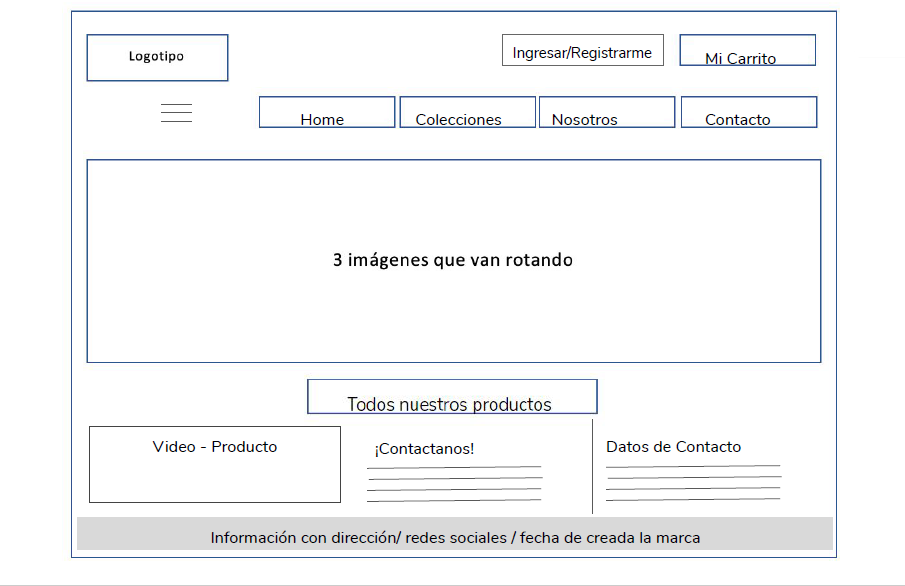 Logotipo
Ingresar/Registrarme
Mi Carrito
Home
Colecciones
Nosotros
Contacto
3 imágenes que van rotando
Todos nuestros productos
Video - Producto
¡Contactanos!
Datos de Contacto
Información con dirección/ redes sociales / fecha de creada la marca